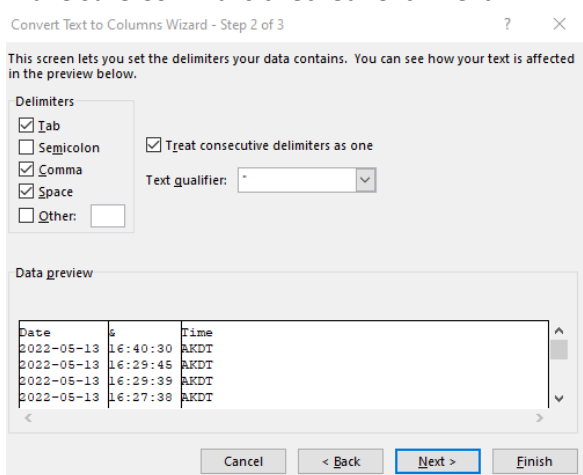 Convert Text to Columns Wizard - Step 2 of 3 ?
This screen lets you set the delimiters your data contains. You can see how your text is affected
in the preview below.
Delimiters
Tab
Semicolon
Comma
Space
Other:
Treat consecutive delimiters as one
Text qualifier: "
Data preview
Date & Time
2022-05-13 16:40:30 AKDT
2022-05-13 16:29:45 AKDT
2022-05-13 16:29:39 AKDT
2022-05-13 16:27:38 AKDT
Cancel < Back Next > Finish